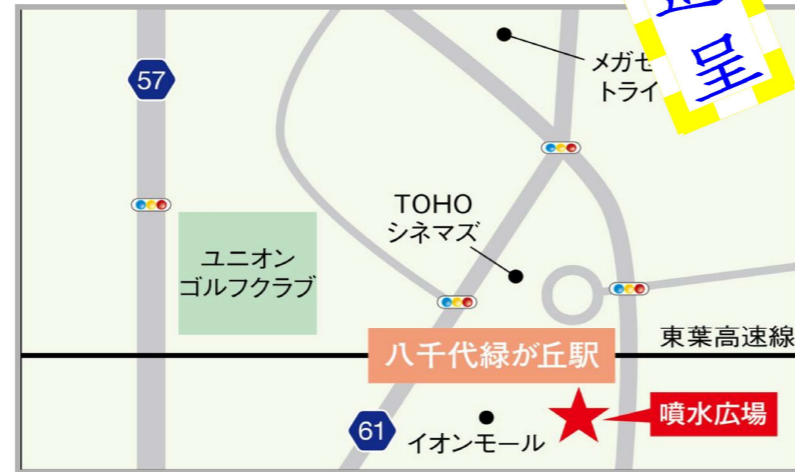 呈
57
メガセ
トライ
TOHO
シネマズ
ユニオン
ゴルフクラブ
東葉高速線
八千代緑が丘駅
噴水広場
61
イオンモール